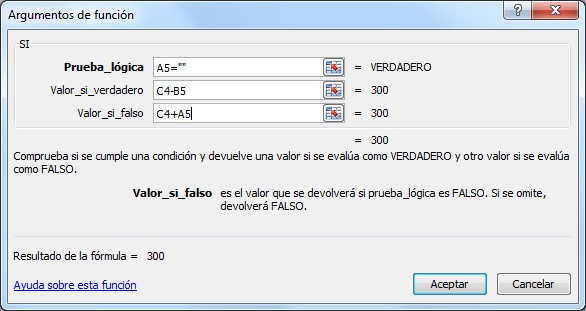 Argumentos de función
SI
Prueba_lógica A5="" = VERDADERO
Valor_si_verdadero C4-B5 = 300
Valor_si_falso C4+A5 = 300
= 300
Comprueba si se cumple una condición y devuelve una valor si se evalúa como VERDADERO y otro valor si se evalúa
como FALSO.
Valor_si_falso es el valor que se devolverá si prueba_lógica es FALSO. Si se omite,
devolverá FALSO.
Resultado de la fórmula = 300
Ayuda sobre esta función Aceptar Cancelar